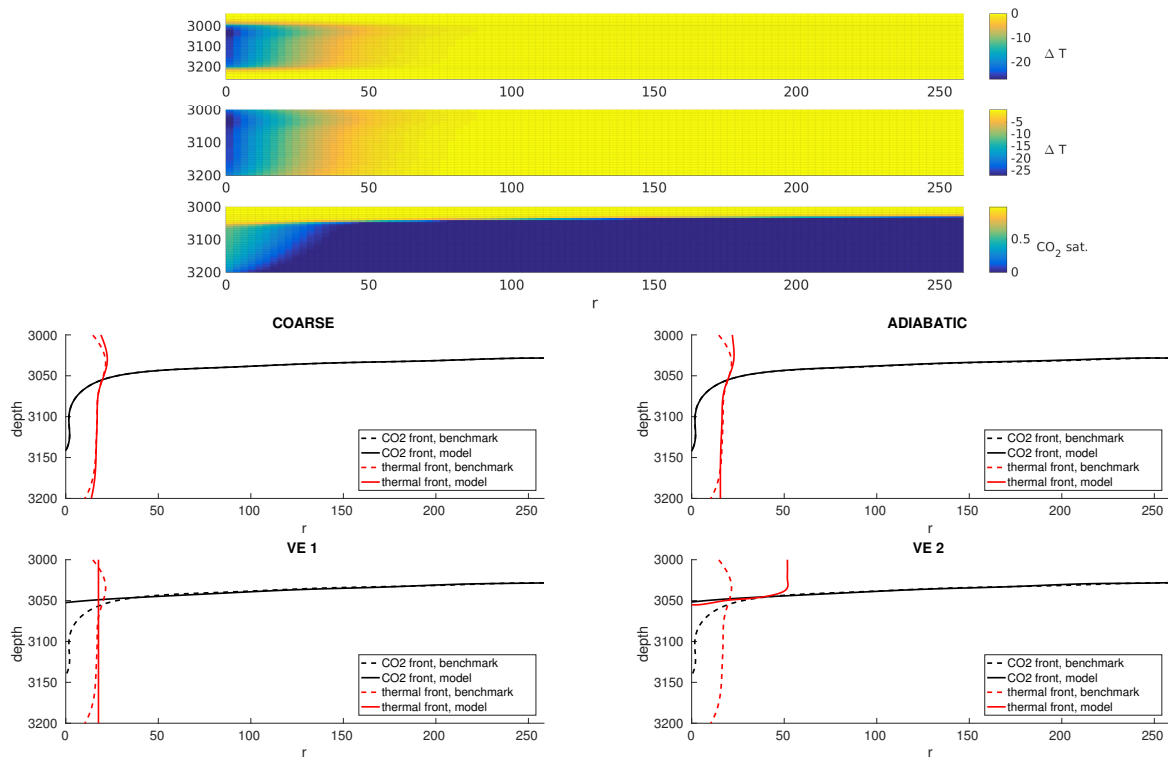 3000
3100
3200
0 50 100 150 200 250
0
-10
-20
Δ T
3000
3100
3200
0 50 100 150 200 250
-5
-15
-25
Δ T
3000
3100
3200
0 50 100 150 200 250
r
0.5
0
CO2 sat.
COARSE
3000
3050
3100
3150
3200
depth
0 50 100 150 200 250
r
CO2 front, benchmark
CO2 front, model
thermal front, benchmark
thermal front, model
ADIABATIC
3000
3050
3100
3150
3200
depth
0 50 100 150 200 250
r
CO2 front, benchmark
CO2 front, model
thermal front, benchmark
thermal front, model
VE 1
3000
3050
3100
3150
3200
depth
0 50 100 150 200 250
r
CO2 front, benchmark
CO2 front, model
thermal front, benchmark
thermal front, model
VE 2
3000
3050
3100
3150
3200
depth
0 50 100 150 200 250
r
CO2 front, benchmark
CO2 front, model
thermal front, benchmark
thermal front, model